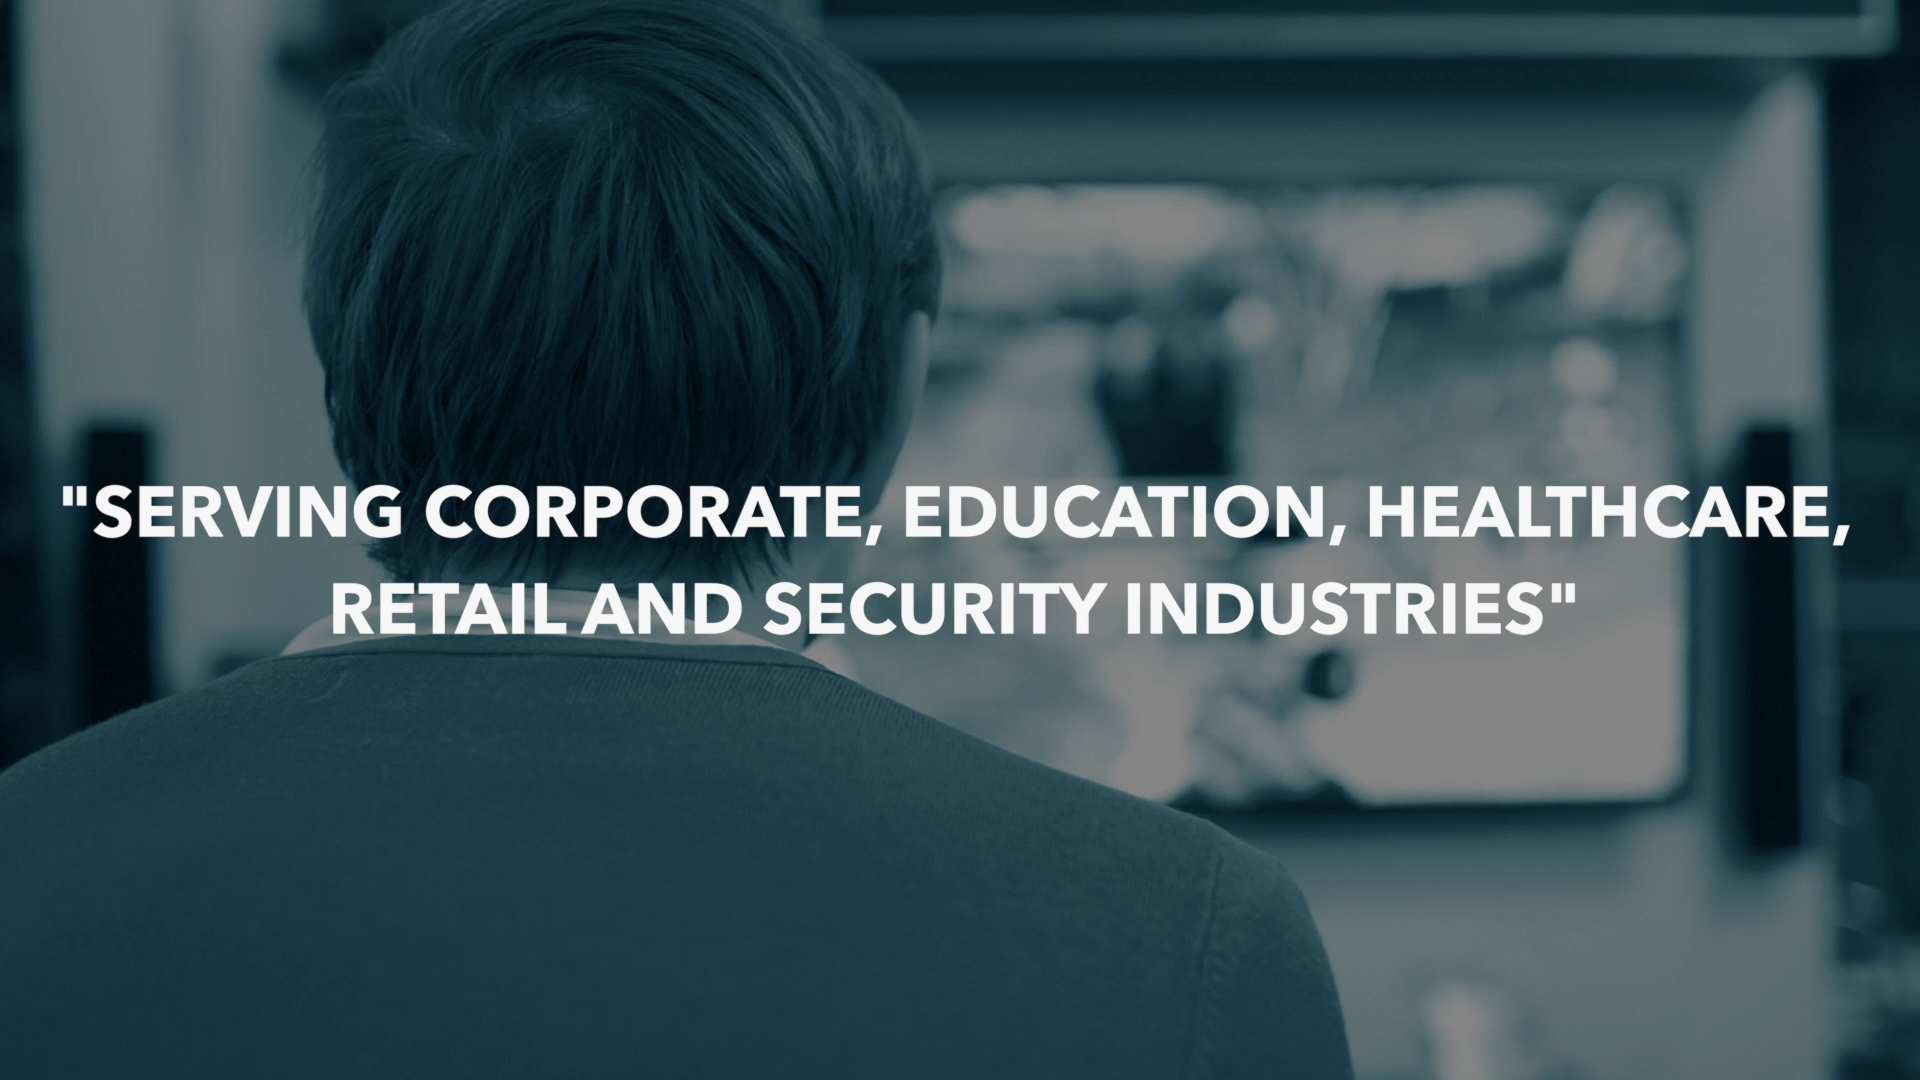 "SERVING CORPORATE, EDUCATION, HEALTHCARE,
RETAIL AND SECURITY INDUSTRIES"